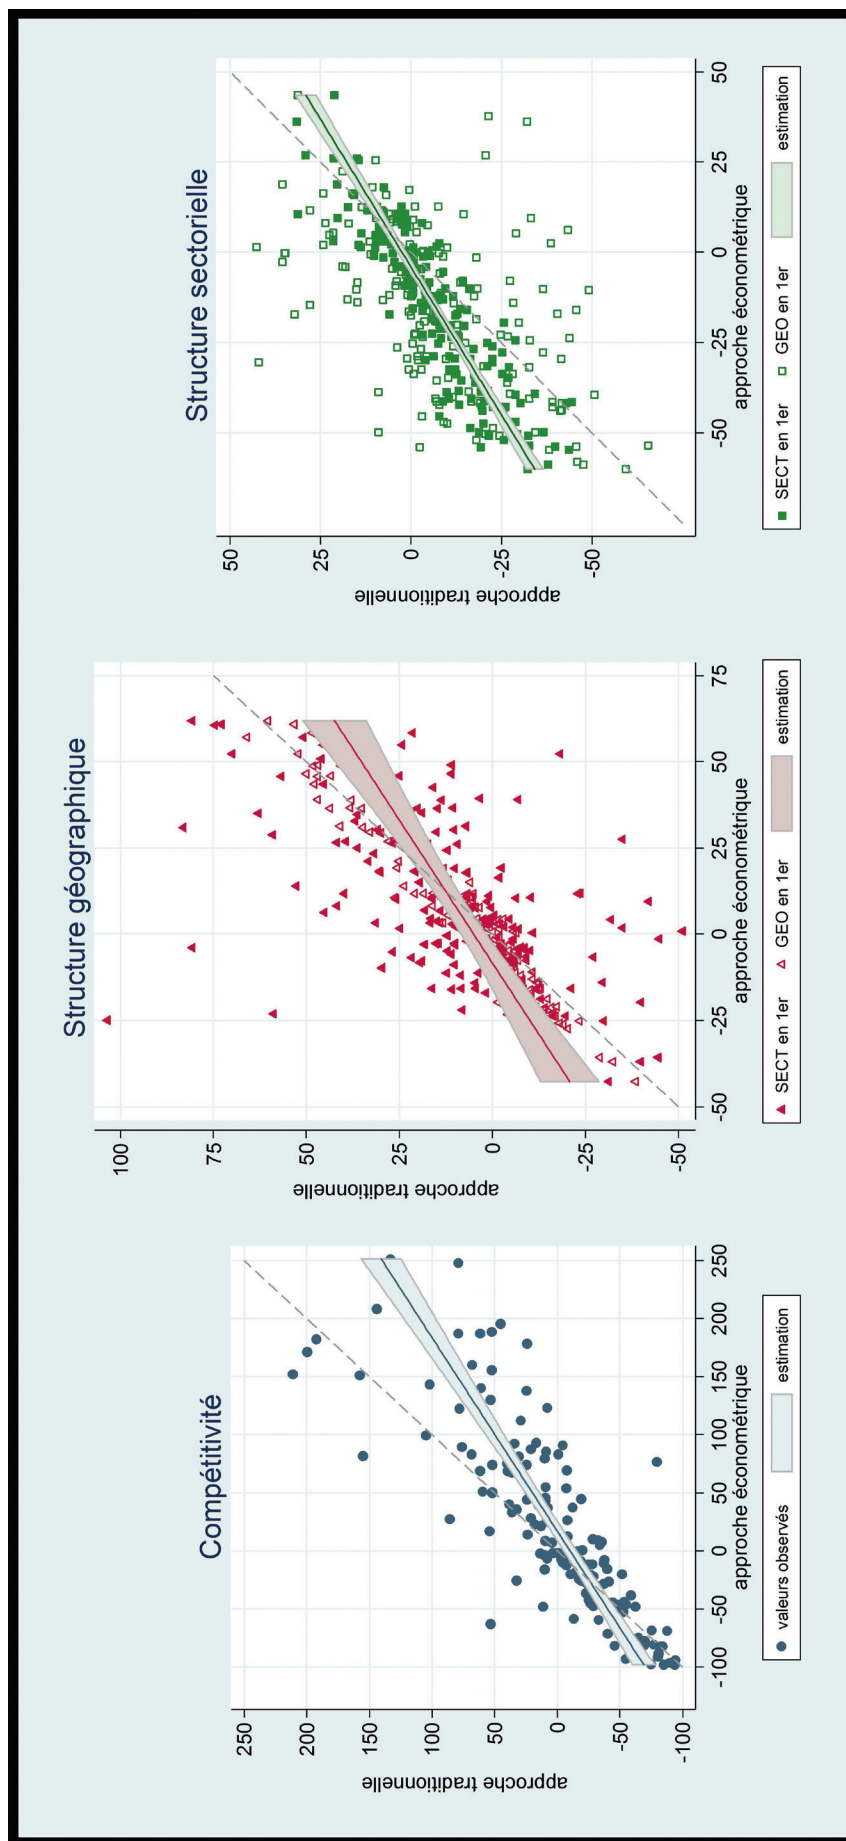 Compétitivité
approche traditionnelle
250
200
150
100
50
0
-50
-100
-100
-50
0
50
100
150
200
250
approche économétrique
valeurs observés
estimation
Structure géographique
approche traditionnelle
100
75
50
25
0
-25
-50
-50
-25
0
25
50
75
approche économétrique
SECT en 1er
GEO en 1er
estimation
Structure sectorielle
approche traditionnelle
50
25
0
-25
-50
-50
-25
0
25
50
approche économétrique
SECT en 1er
GEO en 1er
estimation